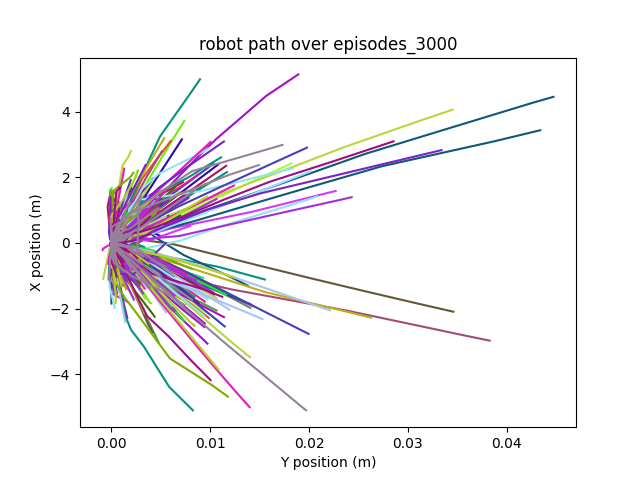 robot path over episodes_3000
X position (m)
4
2
0
−2
−4
0.00 0.01 0.02 0.03 0.04
Y position (m)